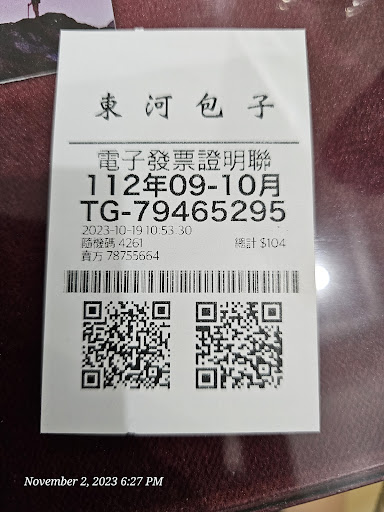 東河包子
電子發票證明聯
112年09-10月
TG-79465295
2023-10-19 10:53:30
隨機碼 4261 總計 $104
賣方 78755664
November 2, 2023 6:27 PM